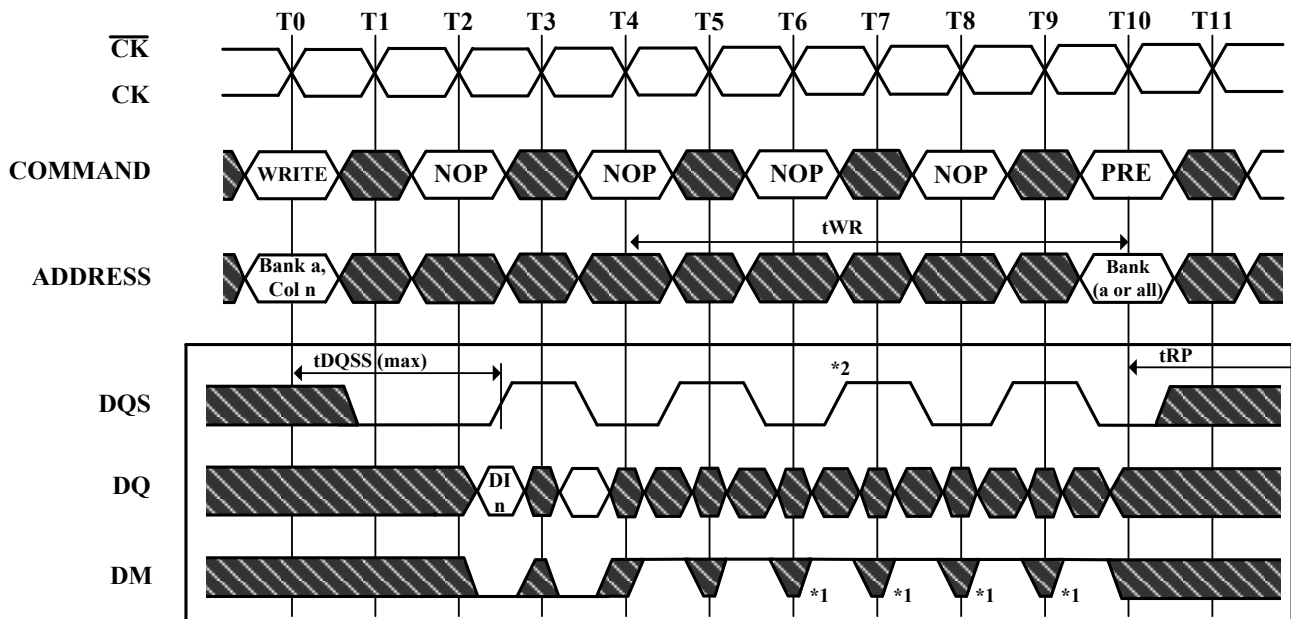 T0 T1 T2 T3 T4 T5 T6 T7 T8 T9 T10 T11
CK
CK
COMMAND WRITE NOP NOP NOP NOP PRE
tWR
ADDRESS Bank a, Col n Bank (a or all)
tDQSS (max) tRP
*2
DQS
DQ DI n
DM
*1 *1 *1 *1